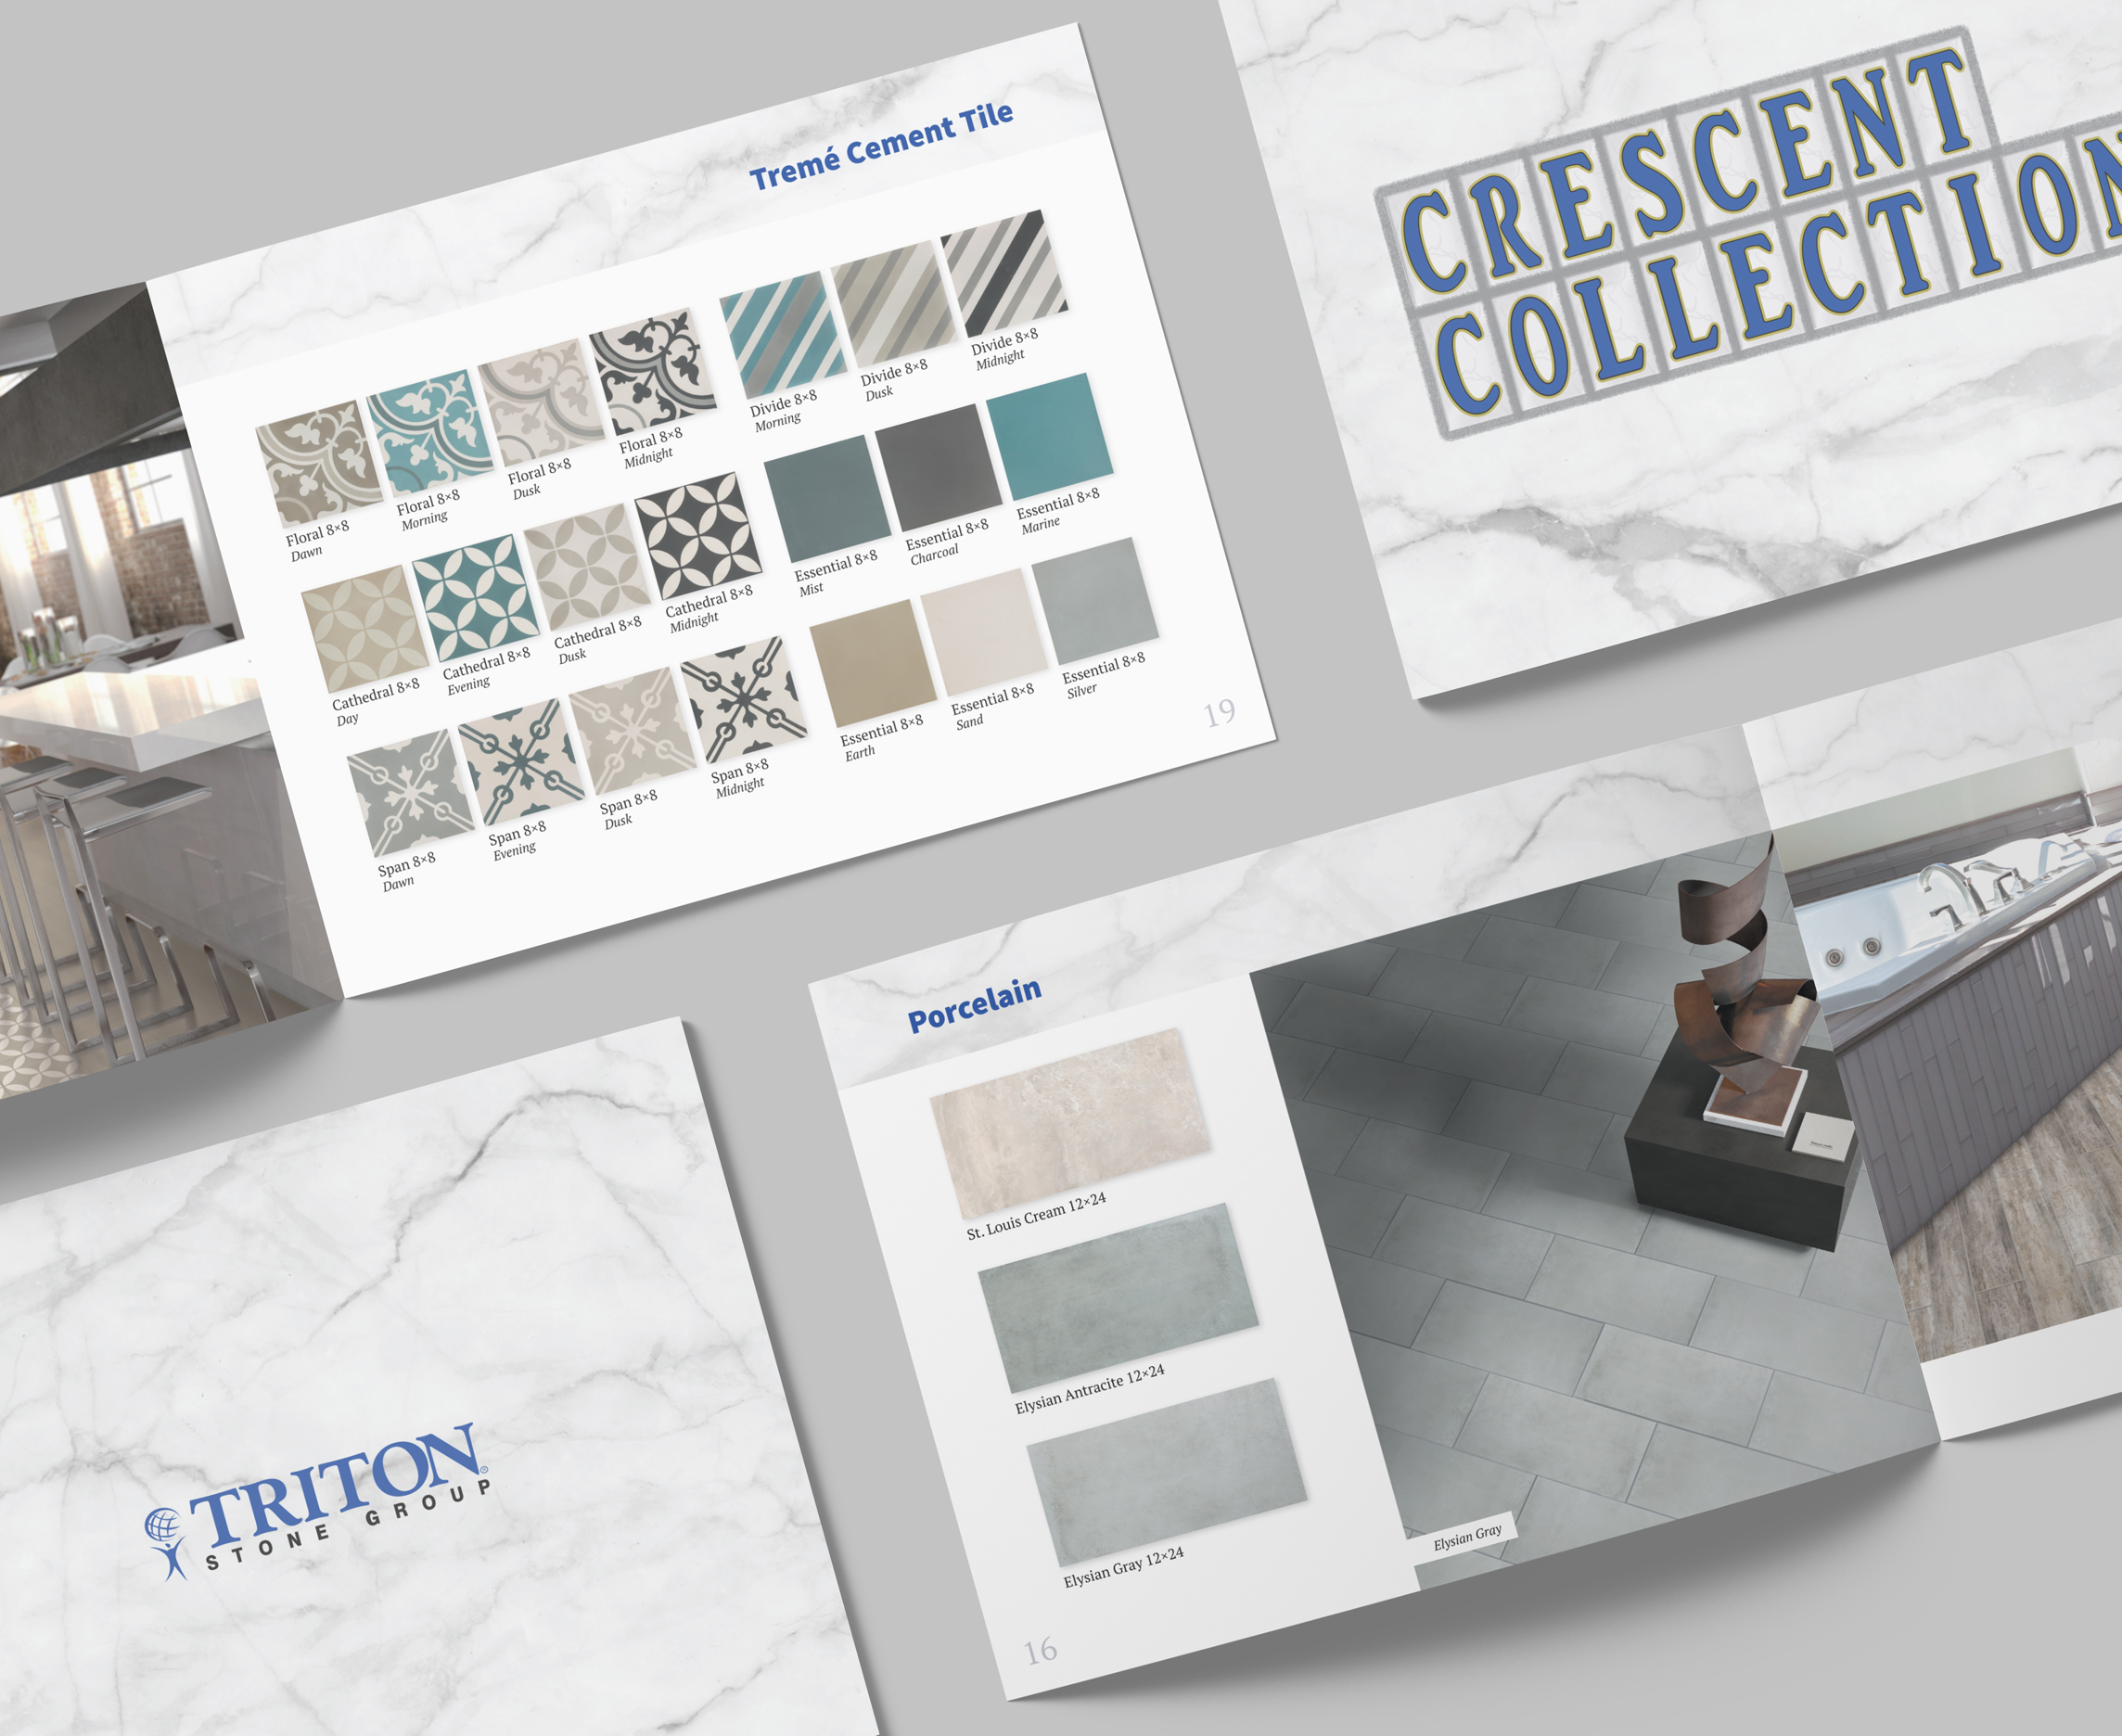 Tremé Cement Tile
Floral 8×8
Dawn
Floral 8×8
Morning
Floral 8×8
Dusk
Floral 8×8
Midnight
Divide 8×8
Morning
Divide 8×8
Dusk
Divide 8×8
Midnight
Cathedral 8×8
Day
Cathedral 8×8
Evening
Cathedral 8×8
Dusk
Cathedral 8×8
Midnight
Essential 8×8
Mist
Essential 8×8
Charcoal
Essential 8×8
Marine
Span 8×8
Dawn
Span 8×8
Evening
Span 8×8
Dusk
Span 8×8
Midnight
Essential 8×8
Earth
Essential 8×8
Sand
Essential 8×8
Silver
19
CRESCENT
COLLECTION
TRITON®
STONE GROUP
Porcelain
St. Louis Cream 12×24
Elysian Antracite 12×24
Elysian Gray 12×24
Elysian Gray
16